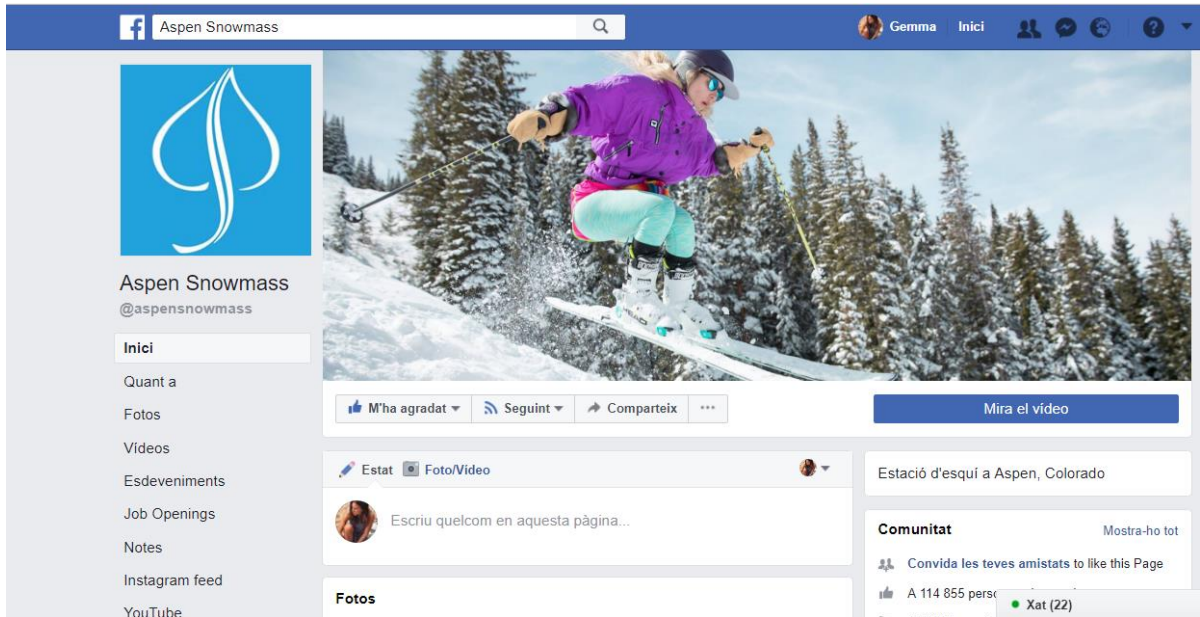 Aspen Snowmass
Gemma Inici
Aspen Snowmass
@aspensnowmass
Inici
Quant a
Fotos
Vídeos
Esdeveniments
Job Openings
Notes
Instagram feed
YouTube
HEAD
M'ha agradat Seguint Comparteix ...
Mira el vídeo
Estat Foto/Vídeo
Escriu quelcom en aquesta pàgina...
Fotos
Estació d'esquí a Aspen, Colorado
Comunitat Mostra-ho tot
Convida les teves amistats to like this Page
A 114 855
Xat (22)